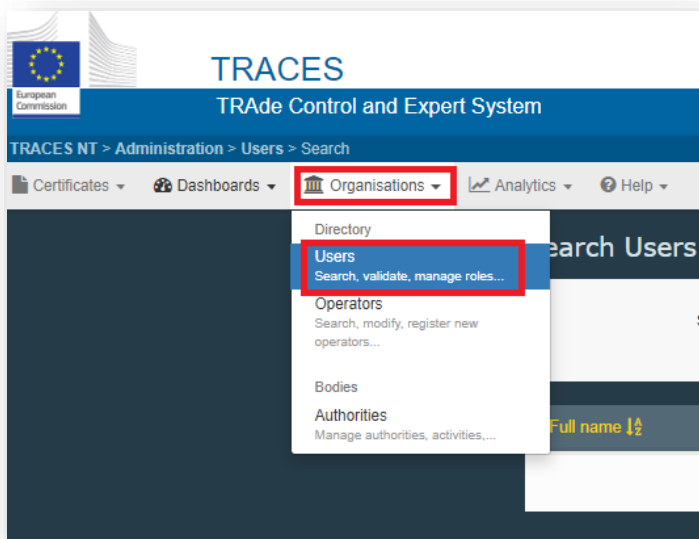 European
Commission
TRACES
TRAde Control and Expert System
TRACES NT > Administration > Users > Search
Certificates Dashboards Organisations Analytics Help
Directory
Users
Search, validate, manage roles...
earch Users
Operators
Search, modify, register new
operators...
Bodies
Authorities
Manage authorities, activities,...
Full name